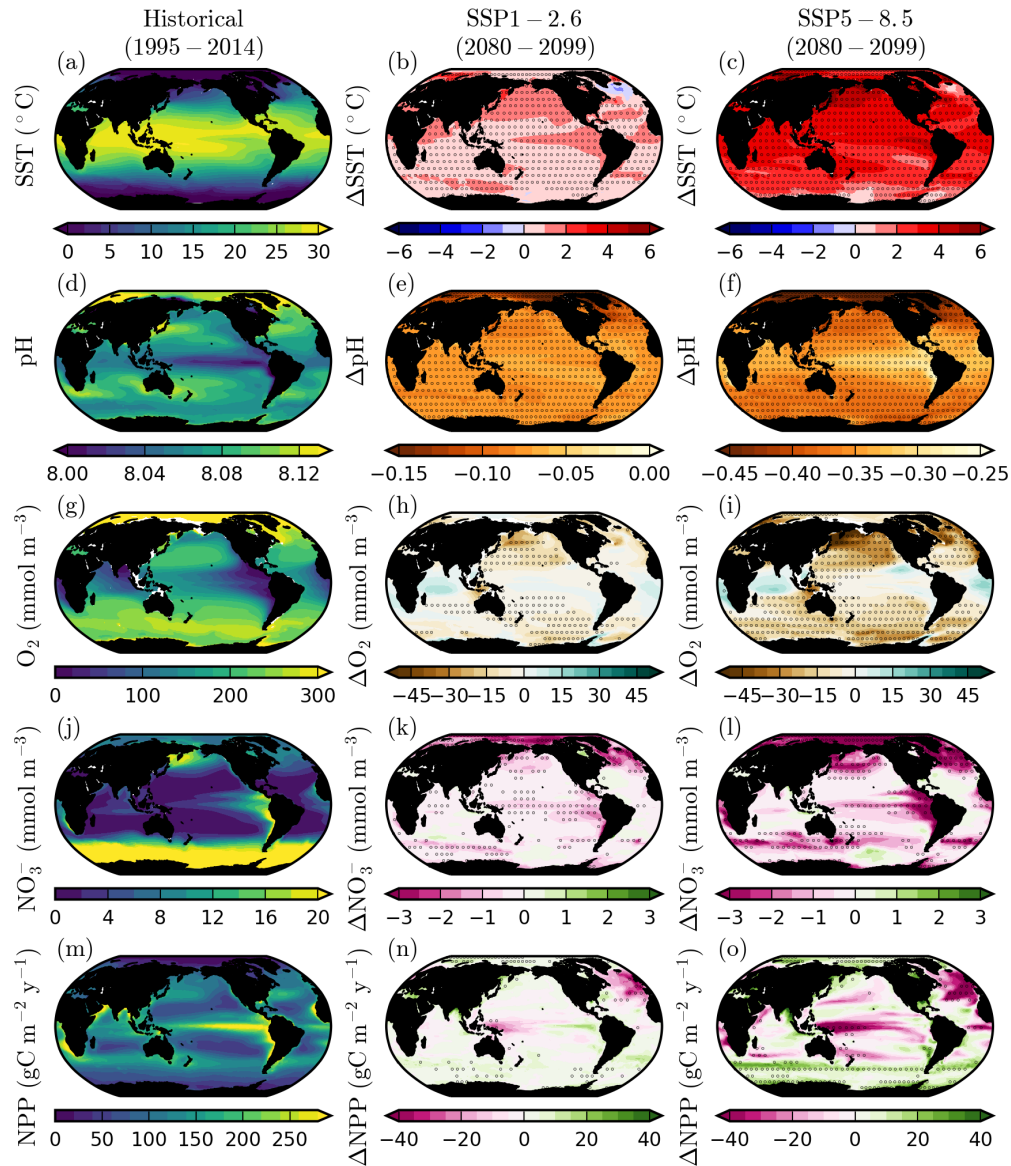 Historical
(1995 – 2014)
SSP1 – 2.6
(2080 – 2099)
SSP5 – 8.5
(2080 – 2099)
(a)
(b)
(c)
SST (°C)
ΔSST (°C)
ΔSST (°C)
0 5 10 15 20 25 30
−6 −4 −2 0 2 4 6
−6 −4 −2 0 2 4 6
(d)
(e)
(f)
pH
ΔpH
ΔpH
8.00 8.04 8.08 8.12
−0.15 −0.10 −0.05 0.00
−0.45 −0.40 −0.35 −0.30 −0.25
(g)
(h)
(i)
O₂ (mmol m⁻³)
ΔO₂ (mmol m⁻³)
ΔO₂ (mmol m⁻³)
0 100 200 300
−45 −30 −15 0 15 30 45
−45 −30 −15 0 15 30 45
(j)
(k)
(l)
NO₃⁻ (mmol m⁻³)
ΔNO₃⁻ (mmol m⁻³)
ΔNO₃⁻ (mmol m⁻³)
0 4 8 12 16 20
−3 −2 −1 0 1 2 3
−3 −2 −1 0 1 2 3
(m)
(n)
(o)
NPP (gC m⁻² y⁻¹)
ΔNPP (gC m⁻² y⁻¹)
ΔNPP (gC m⁻² y⁻¹)
0 50 100 150 200 250
−40 −20 0 20 40
−40 −20 0 20 40